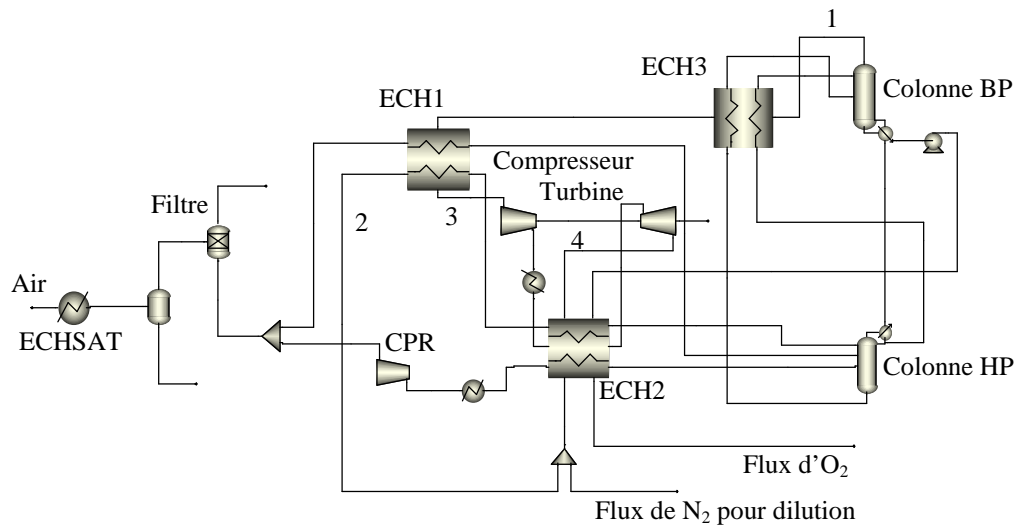 1
ECH3
Colonne BP
ECH1
Compresseur
Turbine
Filtre
2
3
4
Air
ECHSAT
CPR
Colonne HP
ECH2
Flux d'O₂
Flux de N₂ pour dilution